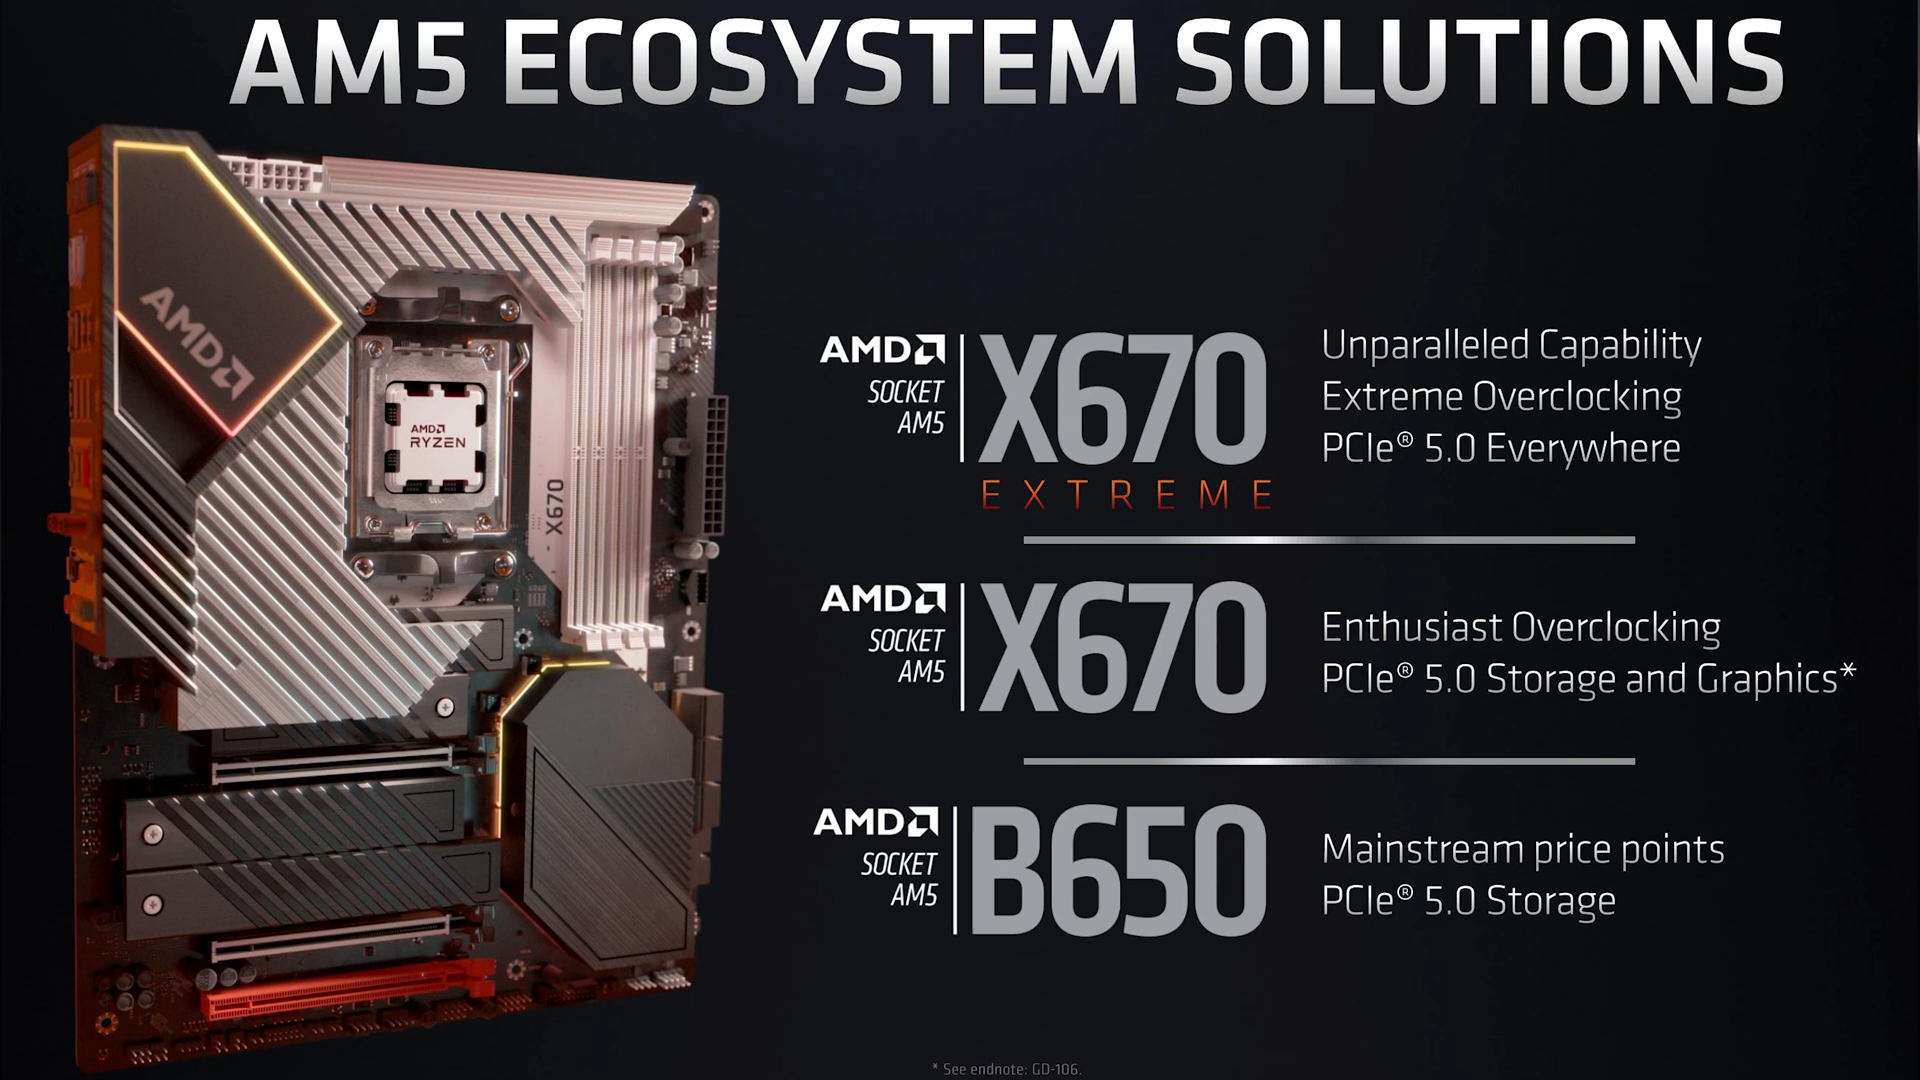 AM5 ECOSYSTEM SOLUTIONS
AMD
AMD
RYZEN
X670
AMD
SOCKET
AM5
X670
EXTREME
Unparalleled Capability
Extreme Overclocking
PCIe® 5.0 Everywhere
AMD
SOCKET
AM5
X670
Enthusiast Overclocking
PCIe® 5.0 Storage and Graphics*
AMD
SOCKET
AM5
B650
Mainstream price points
PCIe® 5.0 Storage
* See endnote: GD-106.